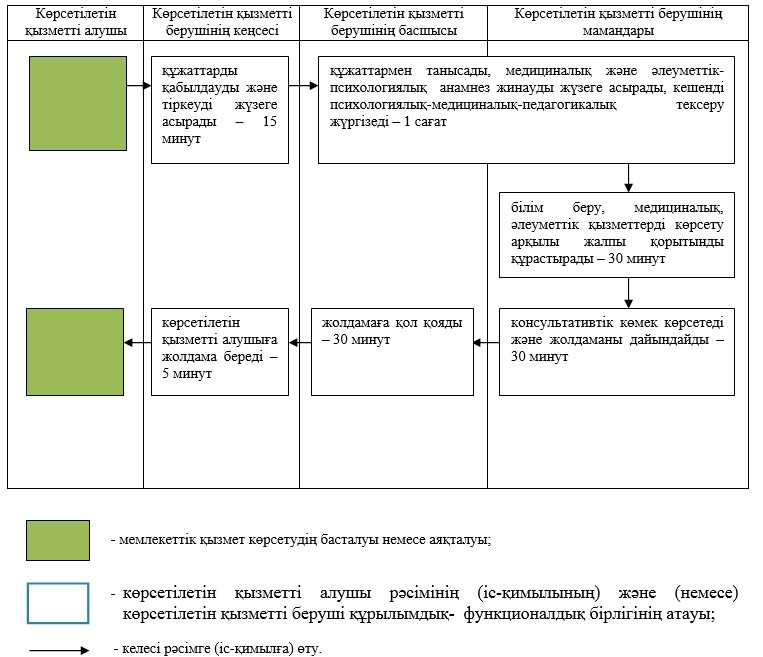 Көрсетілетін
қызметті алушы
Көрсетілетін қызметті
берушінің кеңсесі
Көрсетілетін қызметті
берушінің басшысы
Көрсетілетін қызметті берушінің
мамандары
құжаттарды
қабылдауды және
тіркеуді жүзеге
асырады – 15
минут
құжаттармен танысады, медициналық және әлеуметтік-
психологиялық анамнез жинауды жүзеге асырады, кешенді
психологиялық-медициналық-педагогикалық тексеру
жүргізеді – 1 сағат
білім беру, медициналық,
әлеуметтік қызметтерді көрсету
арқылы жалпы қорытынды
құрастырады – 30 минут
көрсетілетін
қызметті алушыға
жолдама береді –
5 минут
жолдамаға қол қояды
– 30 минут
консультативтік көмек көрсетеді
және жолдаманы дайындайды –
30 минут
- мемлекеттік қызмет көрсетудің басталуы немесе аяқталуы;
- көрсетілетін қызметті алушы рәсімінің (іс-қимылының) және (немесе)
көрсетілетін қызметті беруші құрылымдық- функционалдық бірлігінің атауы;
- келесі рәсімге (іс-қимылға) өту.